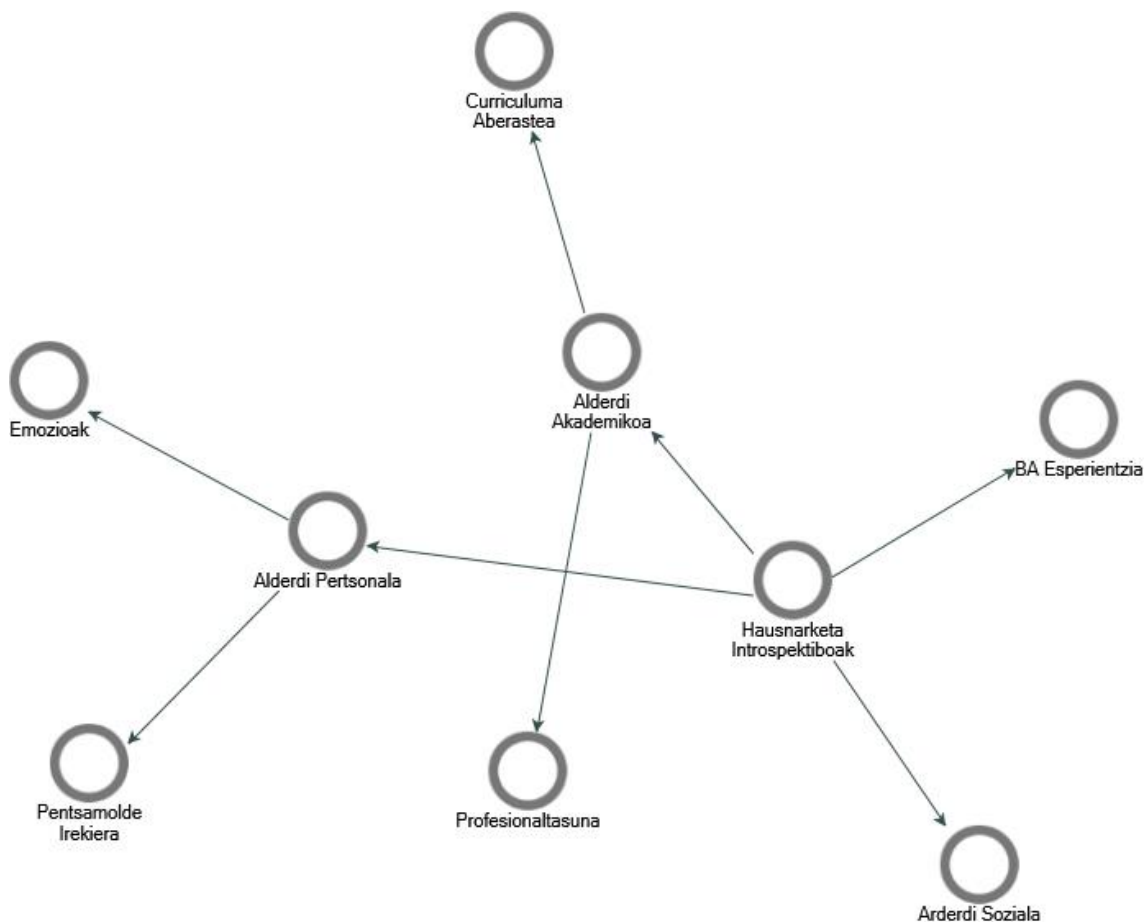 Curriculuma
Aberastea
Alderdi
Akademikoa
Emozioak
BA Esperientzia
Alderdi Pertsonala
Hausnarketa
Introspektiboak
Pentsamolde
Irekiera
Profesionaltasuna
Arderdi Soziala